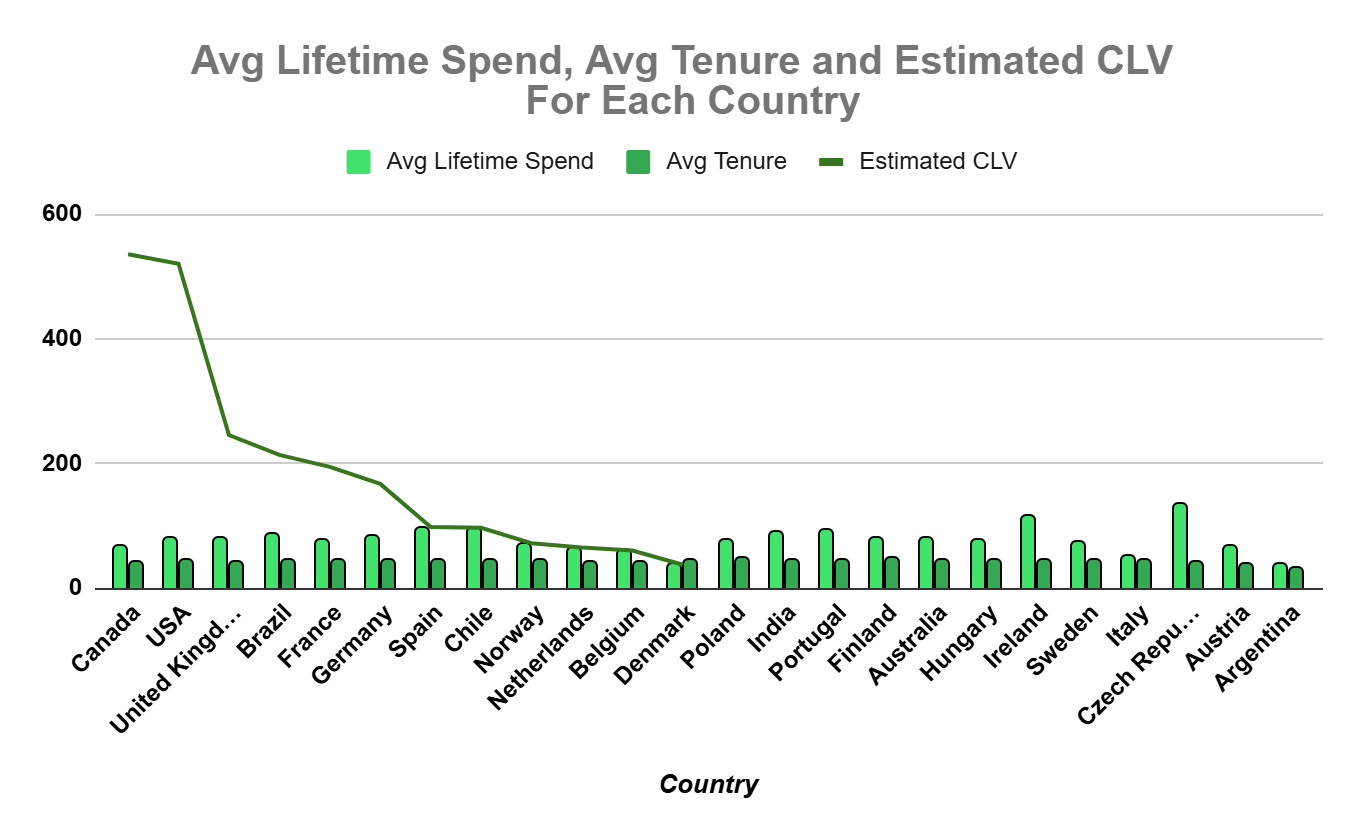 Avg Lifetime Spend, Avg Tenure and Estimated CLV
For Each Country
Avg Lifetime Spend
Avg Tenure
Estimated CLV
600
400
200
0
Canada
USA
United Kingd…
Brazil
France
Germany
Spain
Chile
Norway
Netherlands
Belgium
Denmark
Poland
India
Portugal
Finland
Australia
Hungary
Ireland
Sweden
Italy
Czech Repu…
Austria
Argentina
Country